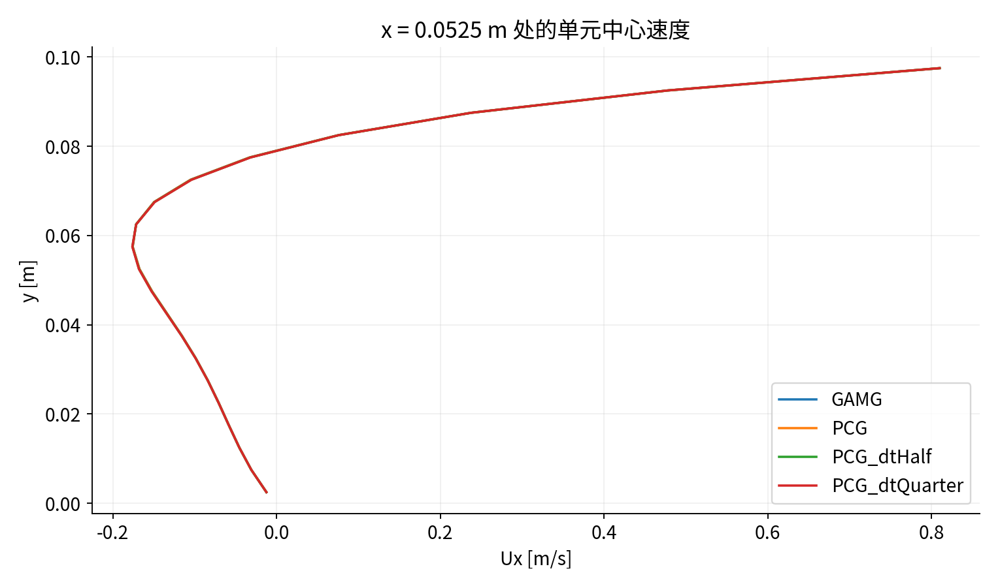 x = 0.0525 m 处的单元中心速度
0.10
0.08
0.06
0.04
0.02
0.00
y [m]
-0.2
0.0
0.2
0.4
0.6
0.8
Ux [m/s]
GAMG
PCG
PCG_dtHalf
PCG_dtQuarter